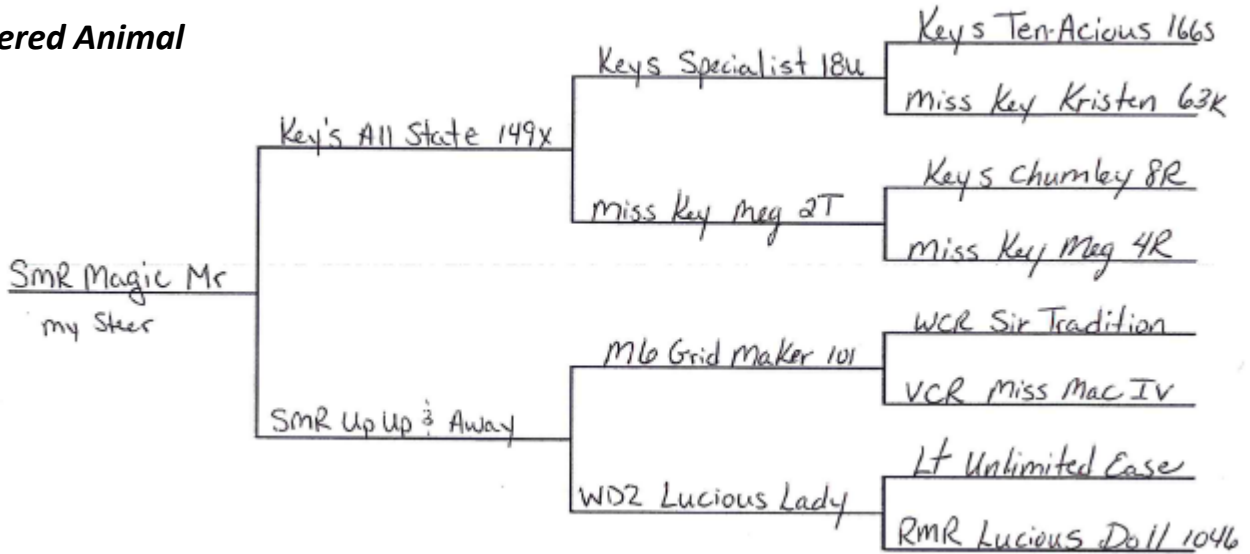 ered Animal
Keys Ten-Acious 166S
Keys Specialist 18U
Miss Key Kristen 63K
Key's All State 149X
Keys Chumley 8R
Miss Key Meg 2T
Miss Key Meg 4R
SMR Magic Mr
my Steer
WCR Sir Tradition
M6 Grid Maker 101
VCR Miss Mac IV
SMR Up Up & Away
Lt Unlimited Ease
WDZ Lucious Lady
RMR Lucious Doll 1046